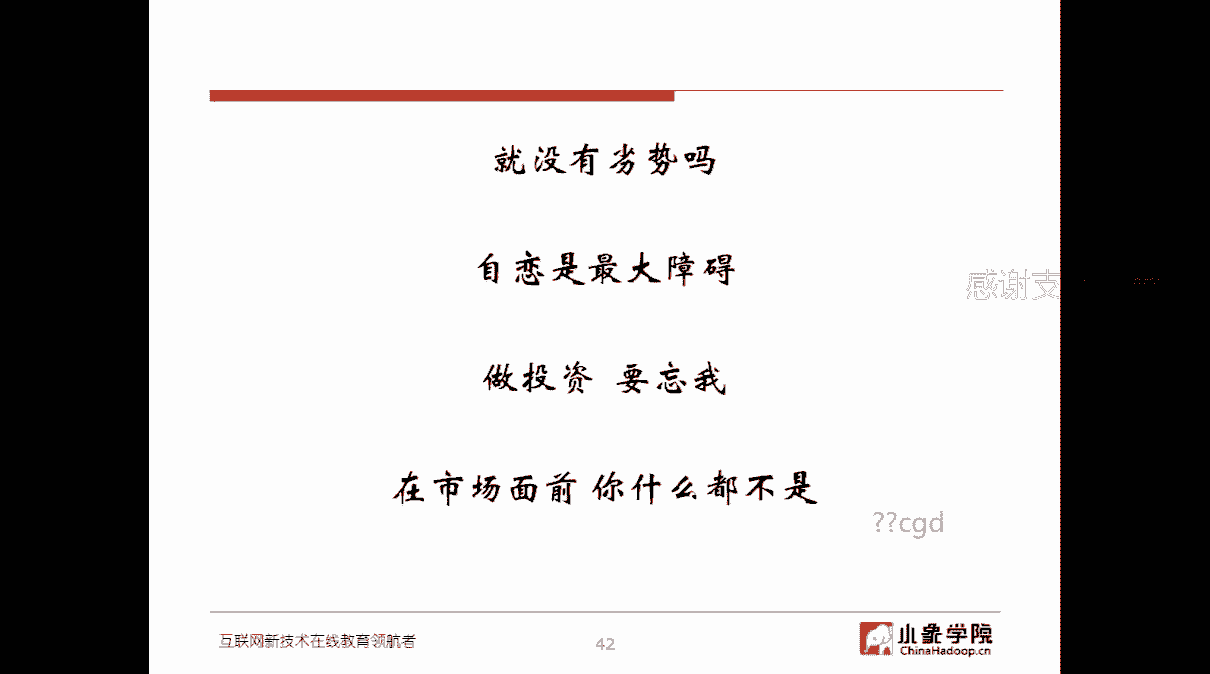 就没有劣势吗
自恋是最大障碍
感谢支
做投资 要忘我
在市场面前 你什么都不是
??cgd
互联网新技术在线教育领航者
42
小象学院
ChinaHadoop.cn